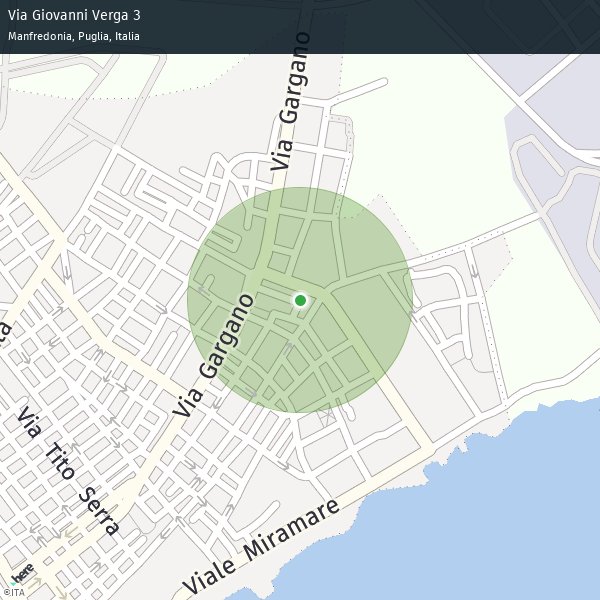 Via Giovanni Verga 3
Manfredonia, Puglia, Italia
Via Gargano
Via Gargano
Via Tito Serra
Viale Miramare
here
©ITA